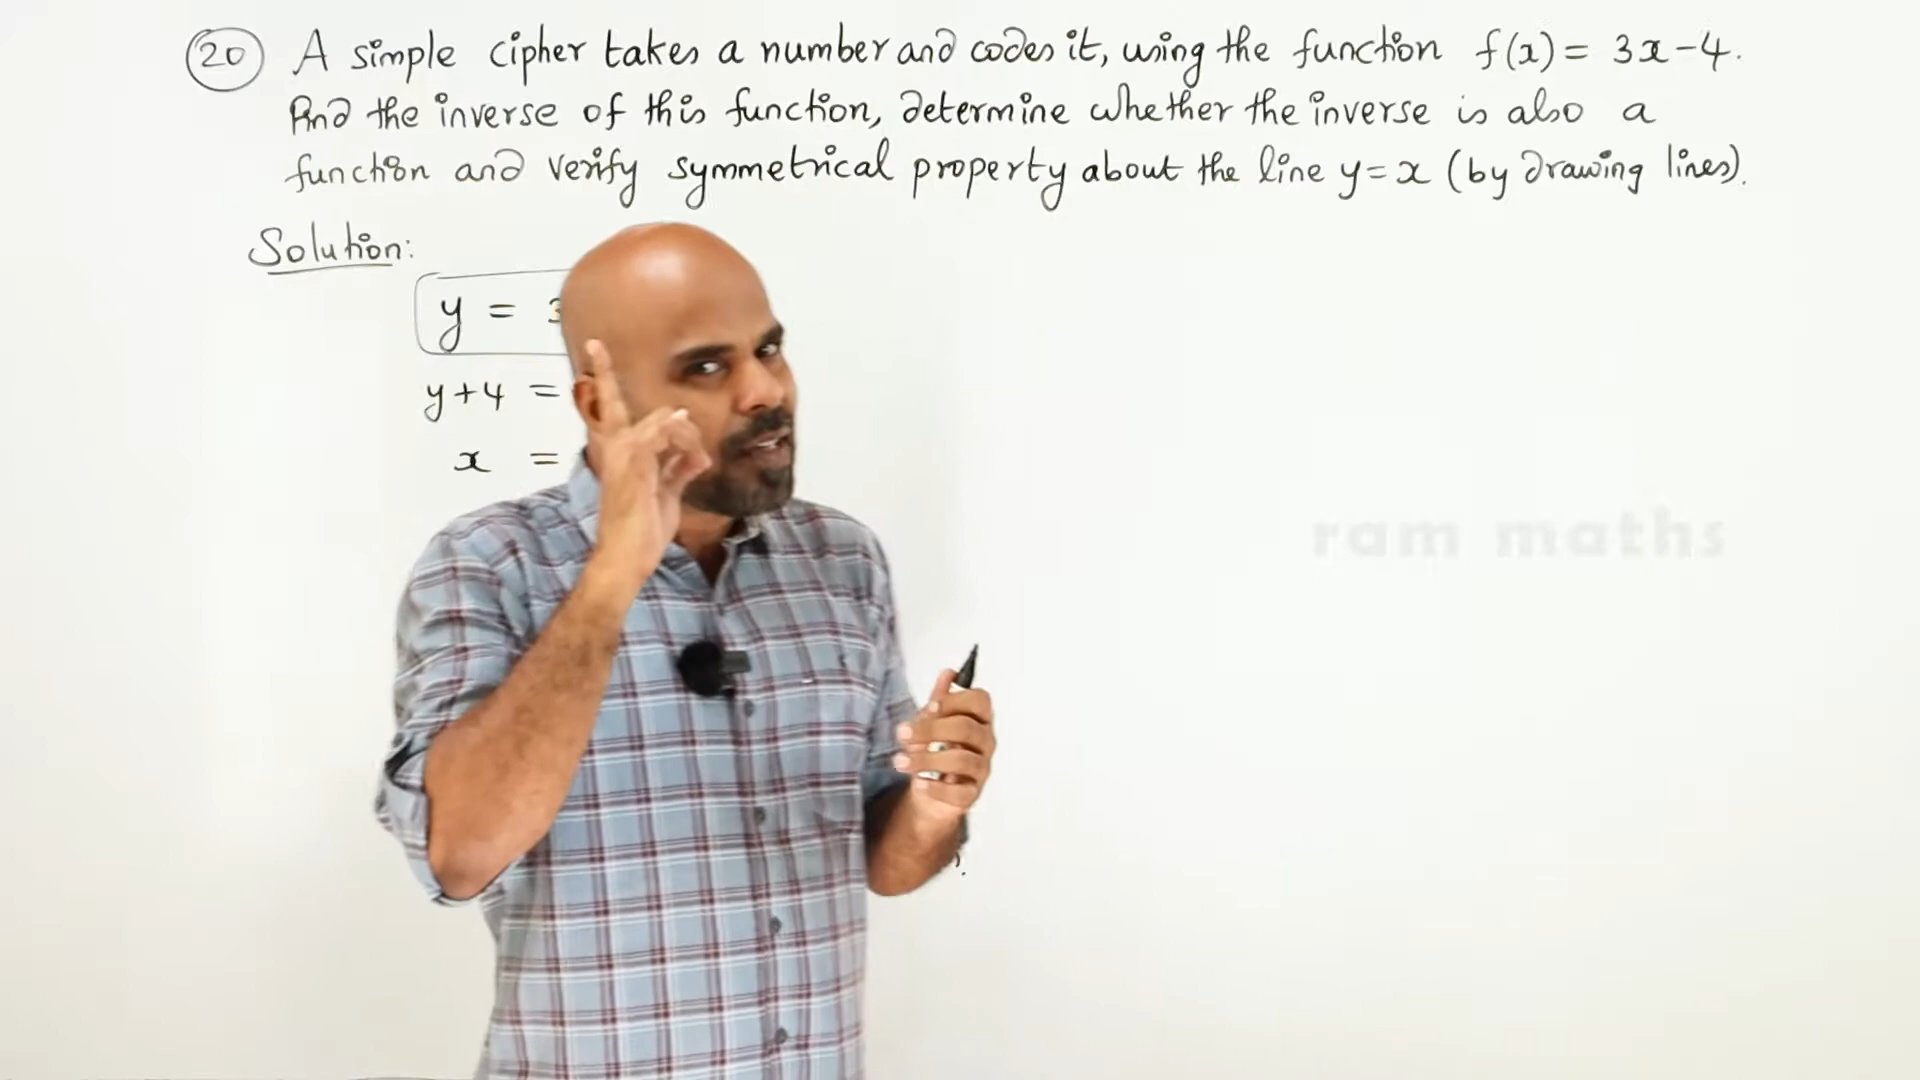 20 A simple cipher takes a number and codes it, using the function f(x) = 3x-4.
Find the inverse of this function, determine whether the inverse is also a
function and verify symmetrical property about the line y=x (by drawing lines).
Solution:
y = 3
y+4 =
x =
ram maths